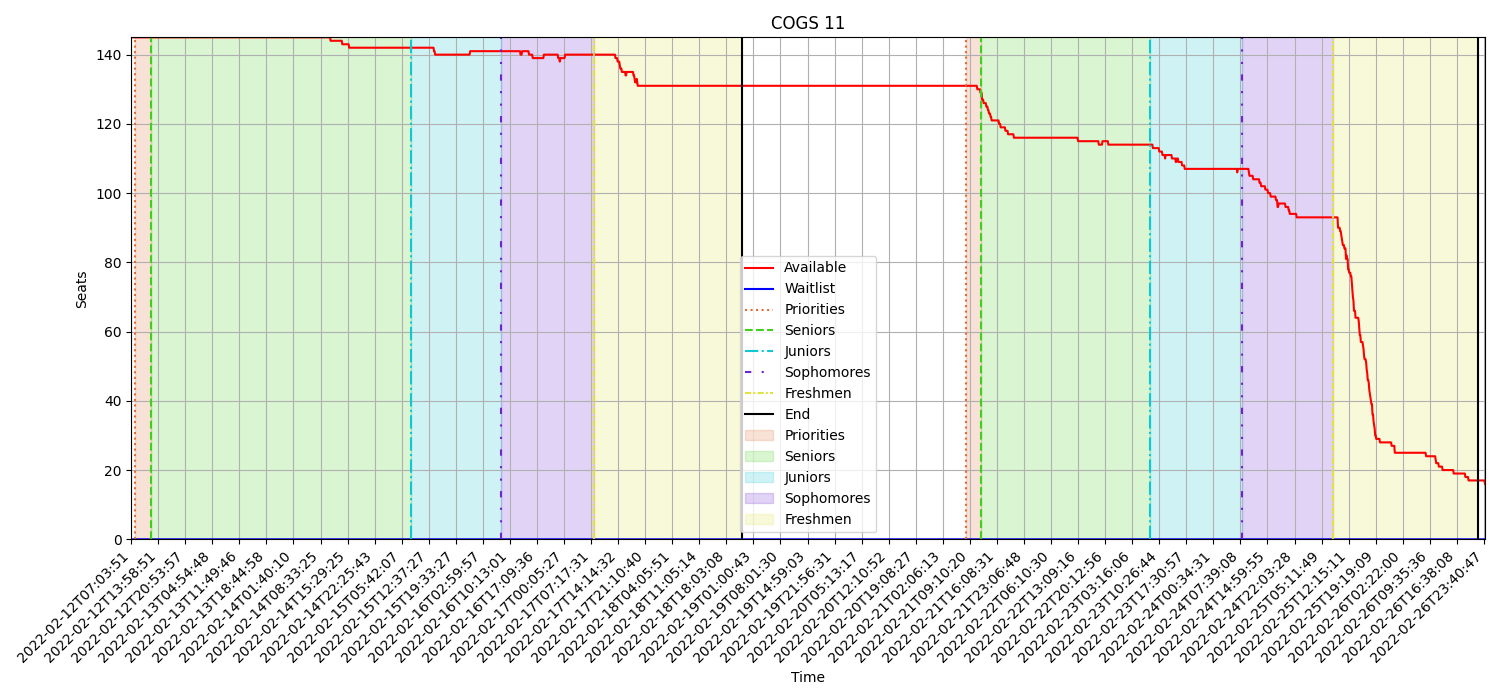 COGS 11
140
120
100
80
60
40
20
0
Seats
Available
Waitlist
Priorities
Seniors
Juniors
Sophomores
Freshmen
End
Priorities
Seniors
Juniors
Sophomores
Freshmen
2022-02-12T07:03:51
2022-02-12T13:58:51
2022-02-12T20:53:57
2022-02-13T04:54:48
2022-02-13T11:49:46
2022-02-13T18:44:58
2022-02-14T01:40:10
2022-02-14T08:33:25
2022-02-14T15:29:25
2022-02-14T22:25:43
2022-02-15T05:42:07
2022-02-15T12:37:27
2022-02-15T19:33:27
2022-02-16T02:59:57
2022-02-16T10:13:01
2022-02-16T17:09:36
2022-02-17T00:05:27
2022-02-17T07:17:31
2022-02-17T14:14:32
2022-02-17T21:10:40
2022-02-18T04:05:51
2022-02-18T11:05:14
2022-02-18T18:03:08
2022-02-19T01:00:43
2022-02-19T08:01:30
2022-02-19T14:59:03
2022-02-19T21:56:31
2022-02-20T05:13:17
2022-02-20T12:10:52
2022-02-20T19:08:27
2022-02-21T02:06:13
2022-02-21T09:10:20
2022-02-21T16:08:31
2022-02-21T23:06:48
2022-02-22T06:10:30
2022-02-22T13:09:16
2022-02-22T20:12:56
2022-02-23T03:16:06
2022-02-23T10:26:44
2022-02-23T17:30:57
2022-02-24T00:34:31
2022-02-24T07:39:08
2022-02-24T14:59:55
2022-02-24T22:03:28
2022-02-25T05:11:49
2022-02-25T12:15:11
2022-02-25T19:19:09
2022-02-26T02:22:00
2022-02-26T09:35:36
2022-02-26T16:38:08
2022-02-26T23:40:47
Time